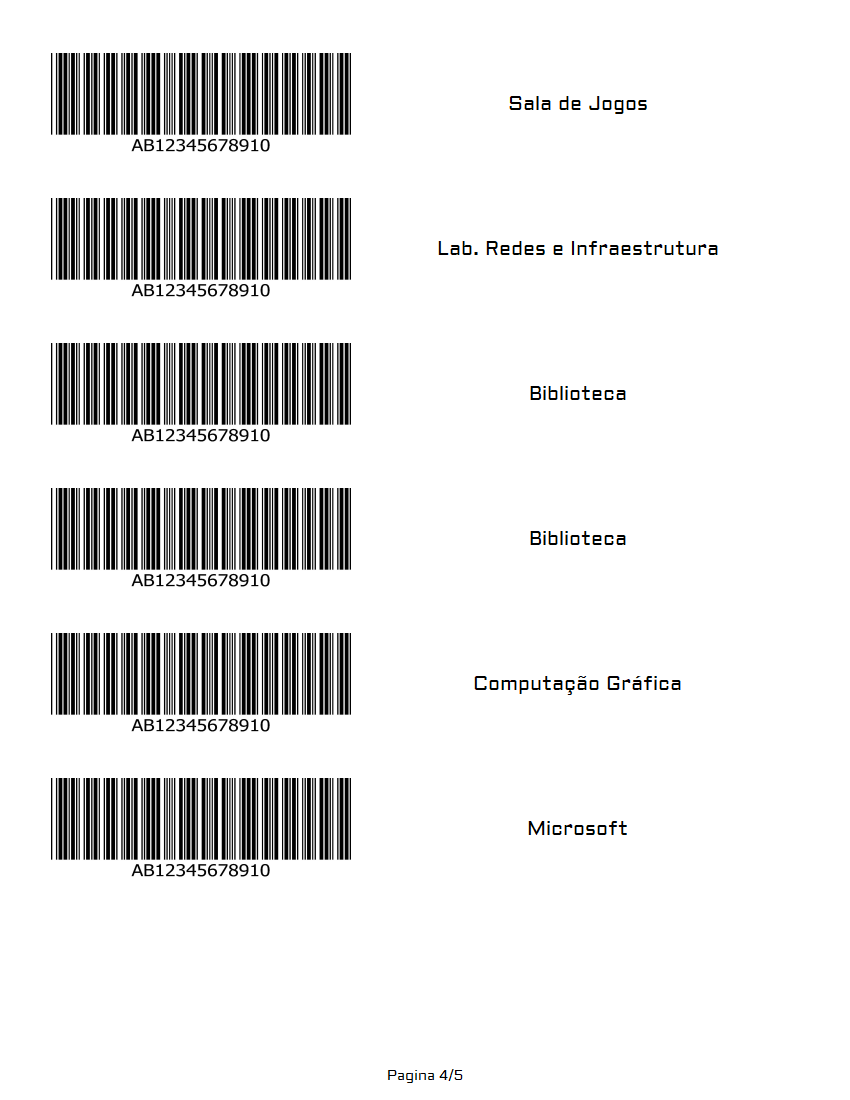 Sala de Jogos
AB12345678910
Lab. Redes e Infraestrutura
AB12345678910
Biblioteca
AB12345678910
Biblioteca
AB12345678910
Computação Gráfica
AB12345678910
Microsoft
AB12345678910
Pagina 4/5